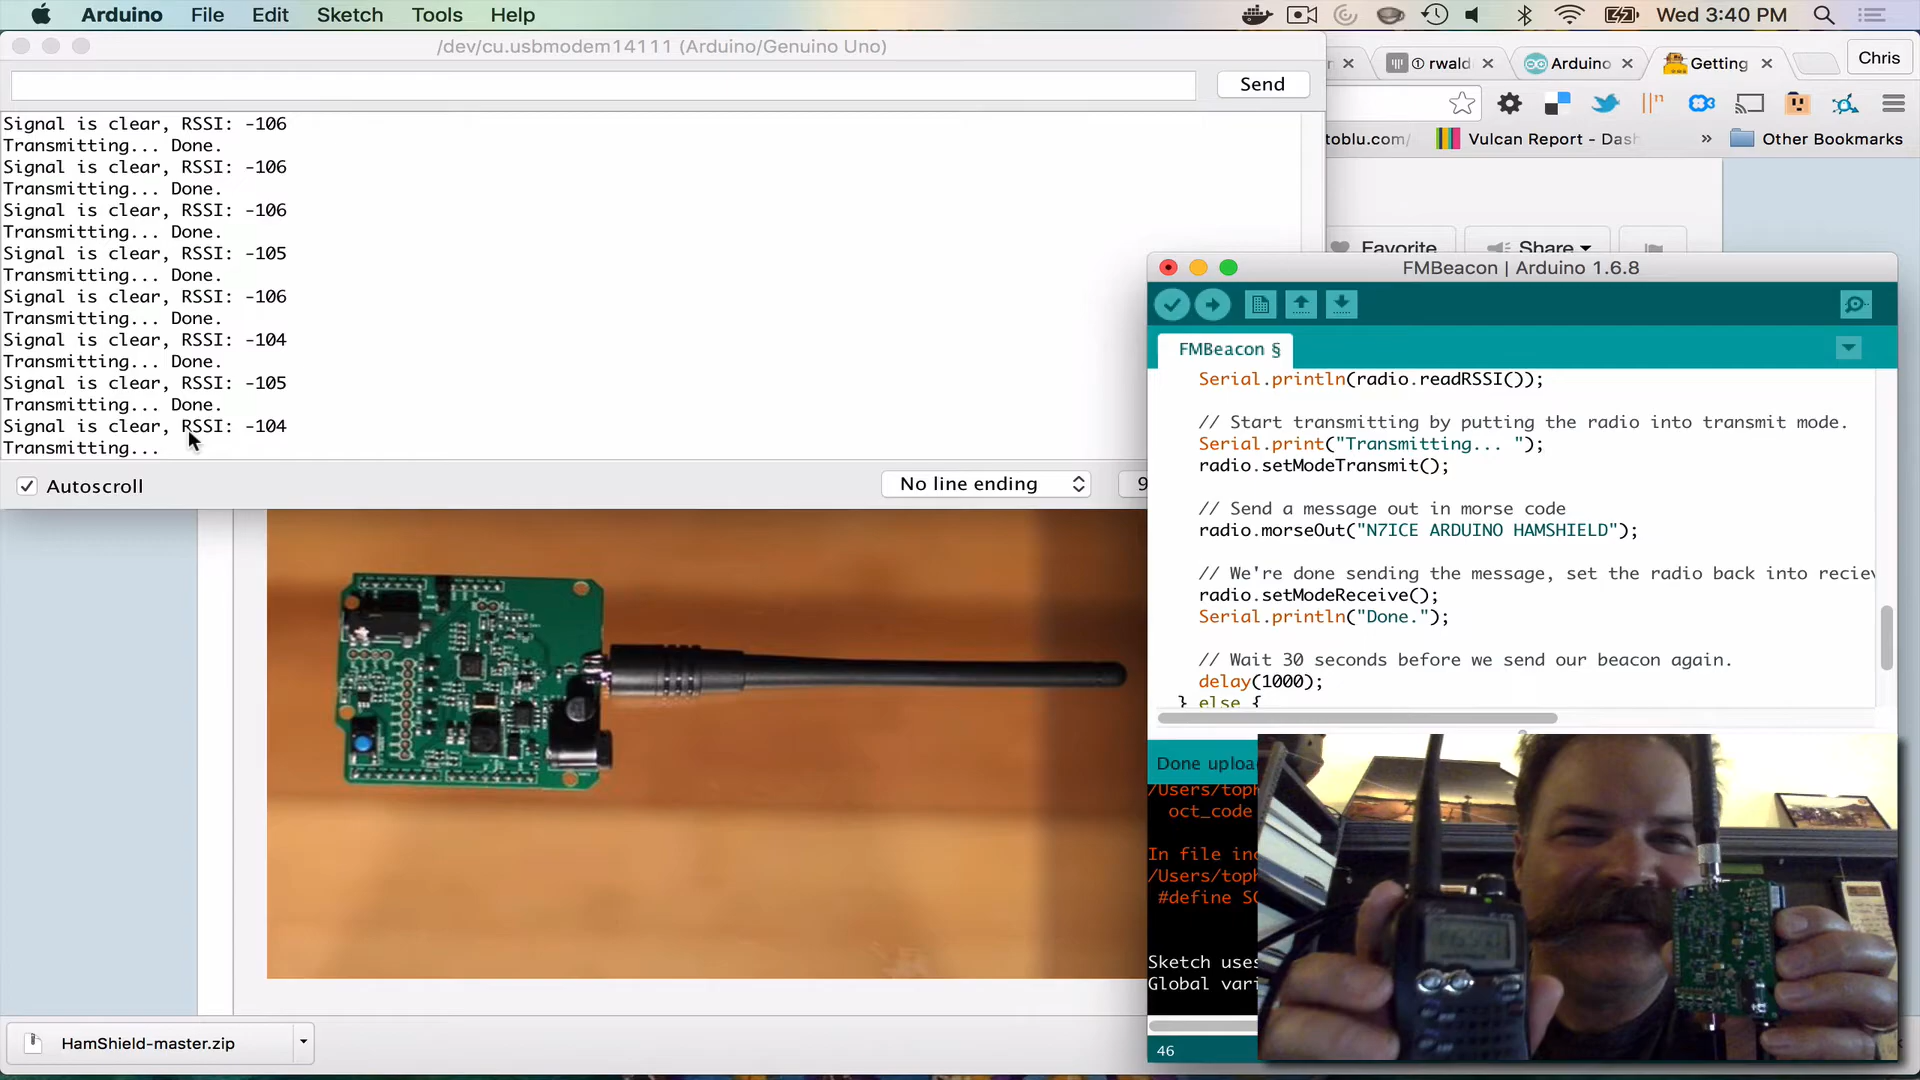 Arduino File Edit Sketch Tools Help Wed 3:40 PM
/dev/cu.usbmodem14111 (Arduino/Genuino Uno)
Send
Signal is clear, RSSI: -106
Transmitting... Done.
Signal is clear, RSSI: -106
Transmitting... Done.
Signal is clear, RSSI: -106
Transmitting... Done.
Signal is clear, RSSI: -105
Transmitting... Done.
Signal is clear, RSSI: -106
Transmitting... Done.
Signal is clear, RSSI: -104
Transmitting... Done.
Signal is clear, RSSI: -105
Transmitting... Done.
Signal is clear, RSSI: -104
Transmitting...
Autoscroll No line ending 9
rwald Arduino Getting Chris
toblu.com/ Vulcan Report - Das » Other Bookmarks
Favorite Share
FMBeacon | Arduino 1.6.8
FMBeacon §
Serial.println(radio.readRSSI());
// Start transmitting by putting the radio into transmit mode.
Serial.print("Transmitting... ");
radio.setModeTransmit();
// Send a message out in morse code
radio.morseOut("N7ICE ARDUINO HAMSHIELD");
// We're done sending the message, set the radio back into reciev
radio.setModeReceive();
Serial.println("Done.");
// Wait 30 seconds before we send our beacon again.
delay(1000);
} else {
Done uploa
/Users/toph
oct_code
In file inc
/Users/toph
#define SO
Sketch uses
Global vari
46
HamShield-master.zip